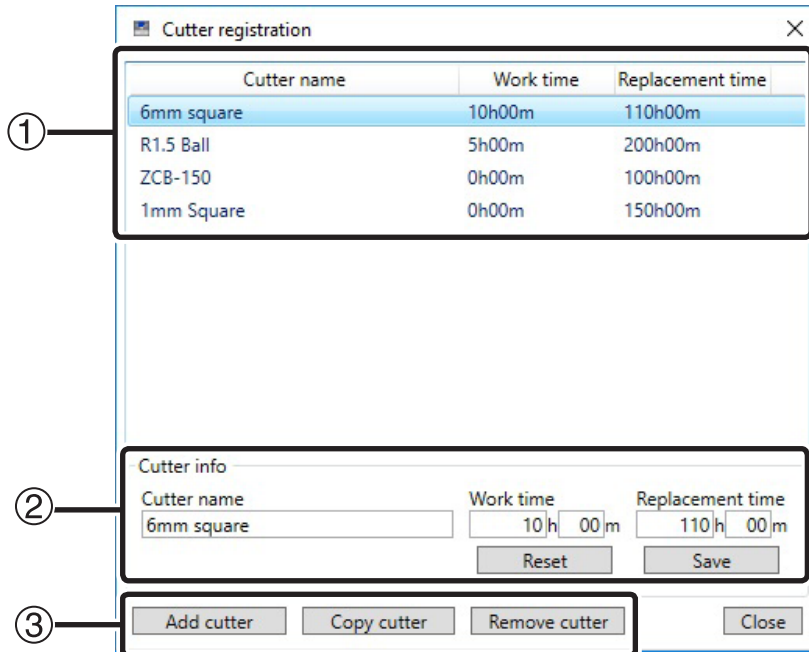 Cutter registration
Cutter name Work time Replacement time
① 6mm square 10h00m 110h00m
R1.5 Ball 5h00m 200h00m
ZCB-150 0h00m 100h00m
1mm Square 0h00m 150h00m
Cutter info
Cutter name Work time Replacement time
② 6mm square 10 h 00 m 110 h 00 m
Reset Save
③ Add cutter Copy cutter Remove cutter Close